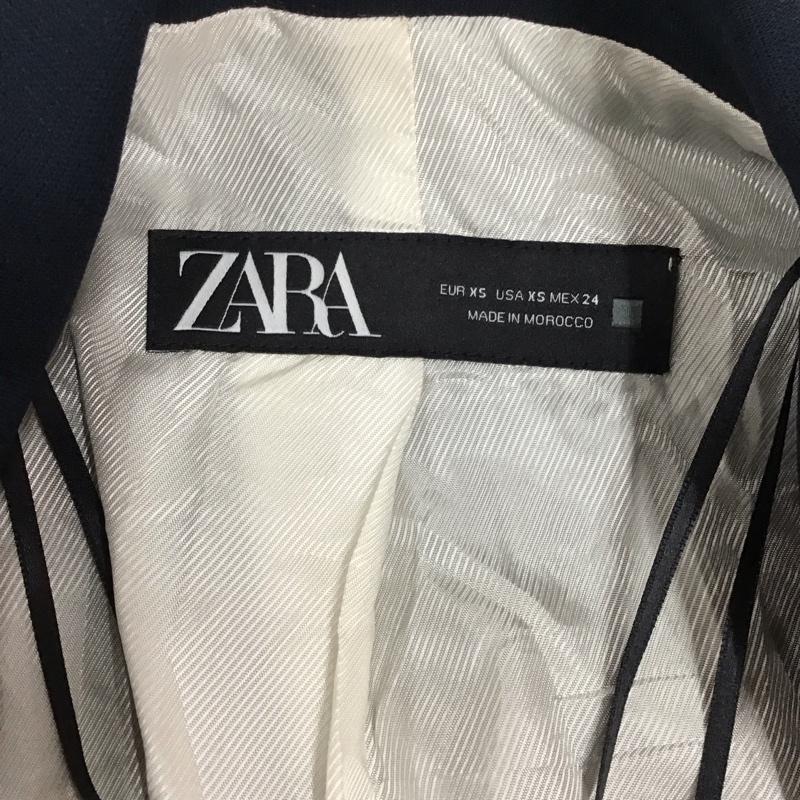 ZARA
EUR XS USA XS MEX 24
MADE IN MOROCCO